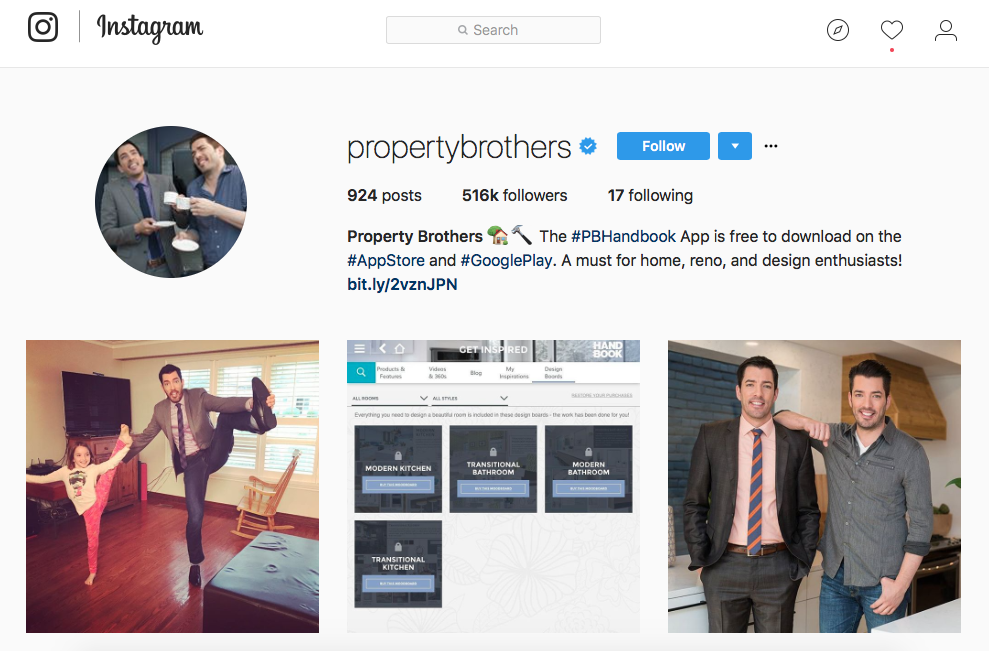 Instagram
Search
propertybrothers
Follow
924 posts 516k followers 17 following
Property Brothers 🏡🔨 The #PBHandbook App is free to download on the
#AppStore and #GooglePlay. A must for home, reno, and design enthusiasts!
bit.ly/2vznJPN
GET INSPIRED
HAND
BOOK
Products &
Features
Videos
& 360s
Blog
My
Inspirations
Design
Boards
ALL ROOMS ALL STYLES RESTORE YOUR PURCHASES
Everything you need to design a beautiful room is included in these design boards - the work has been done for you!
MODERN KITCHEN
TRANSITIONAL
BATHROOM
MODERN
BATHROOM
TRANSITIONAL
KITCHEN